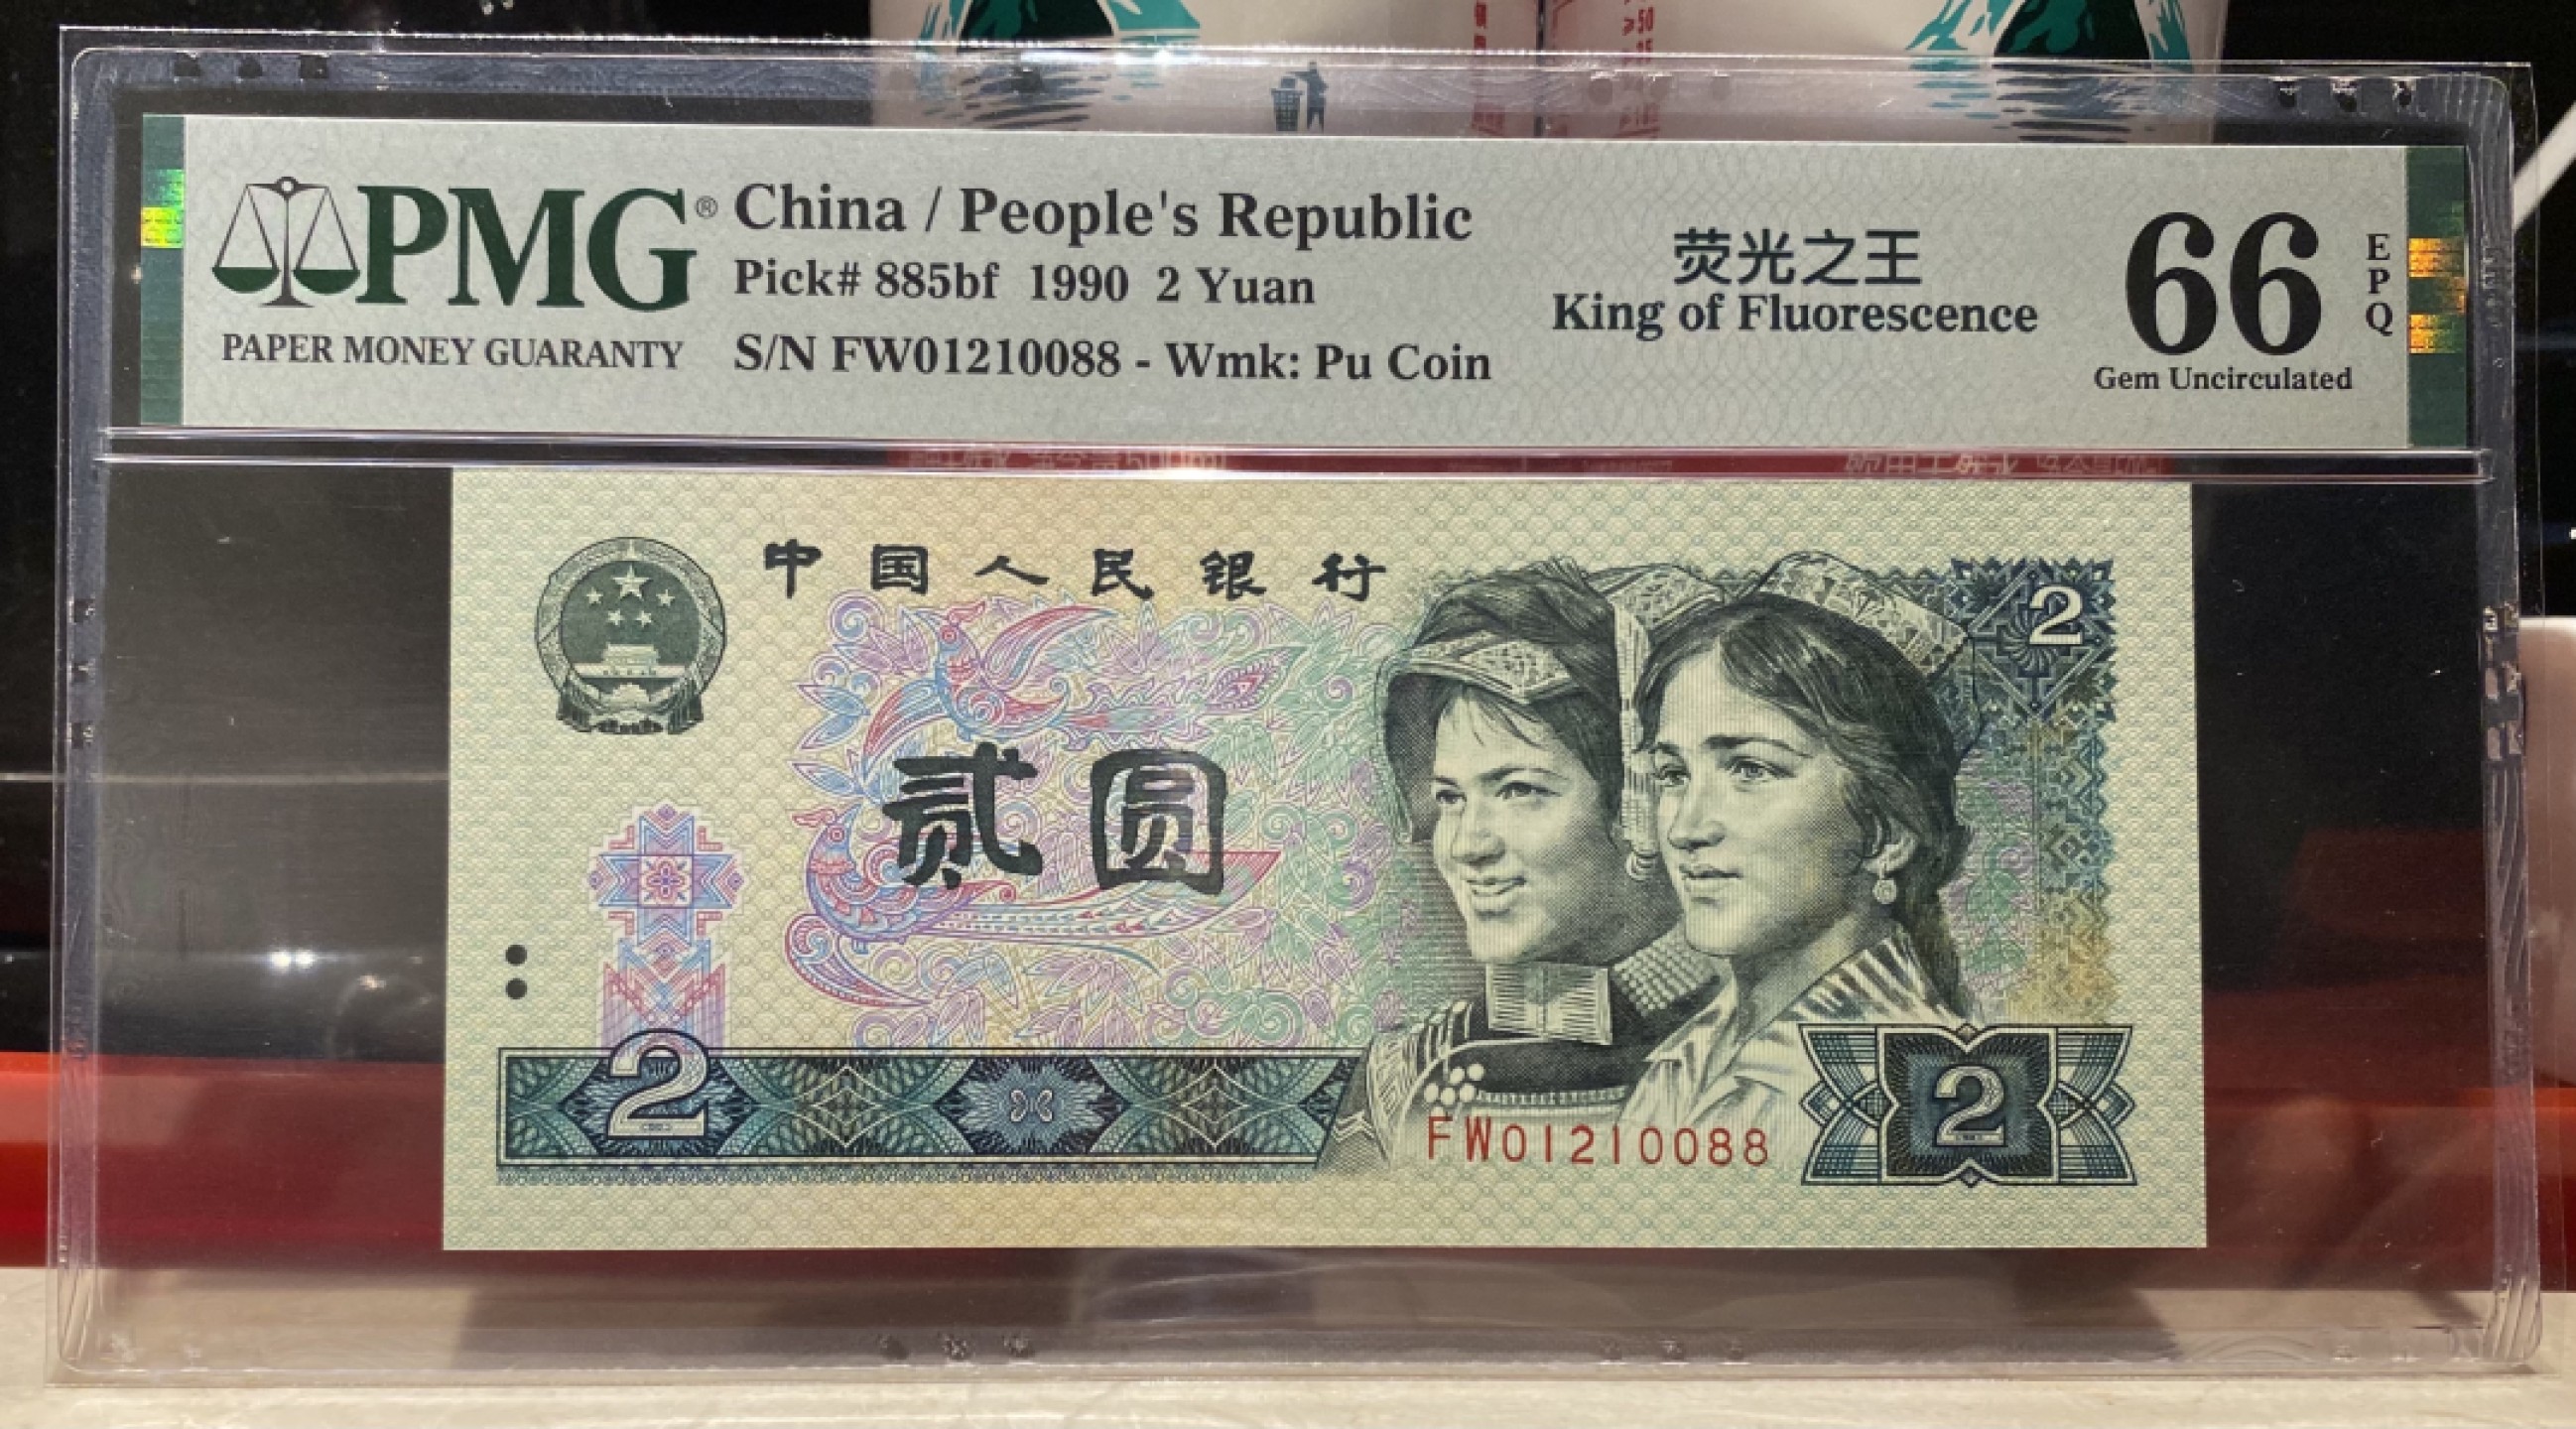 PMG®
PAPER MONEY GUARANTY
China / People's Republic
Pick# 885bf 1990 2 Yuan
S/N FW01210088 - Wmk: Pu Coin
荧光之王
King of Fluorescence
66
EPQ
Gem Uncirculated
中国人民银行
2
贰圆
2
FW01210088
2